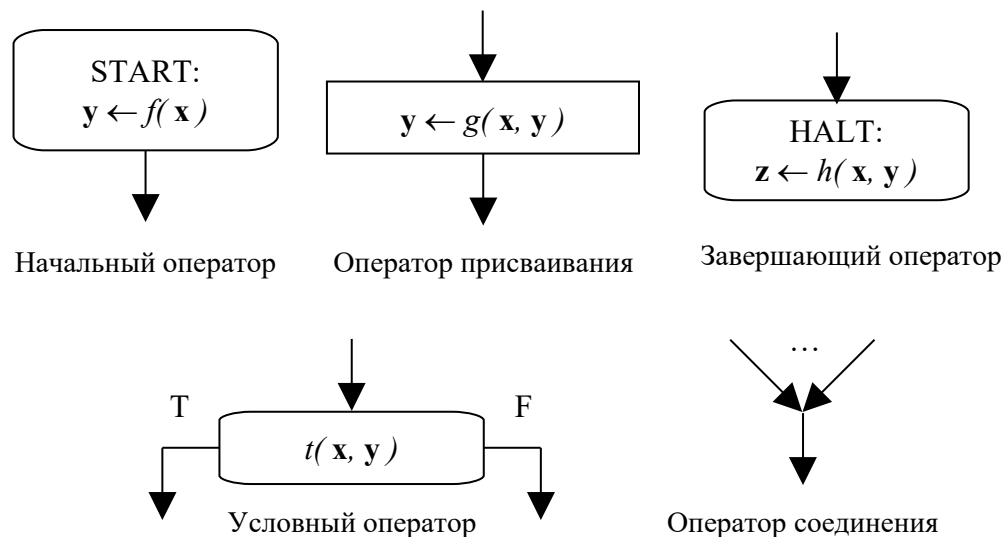 START:
y ← f( x )
Начальный оператор
y ← g( x, y )
Оператор присваивания
HALT:
z ← h( x, y )
Завершающий оператор
T
F
t( x, y )
Условный оператор
…
Оператор соединения